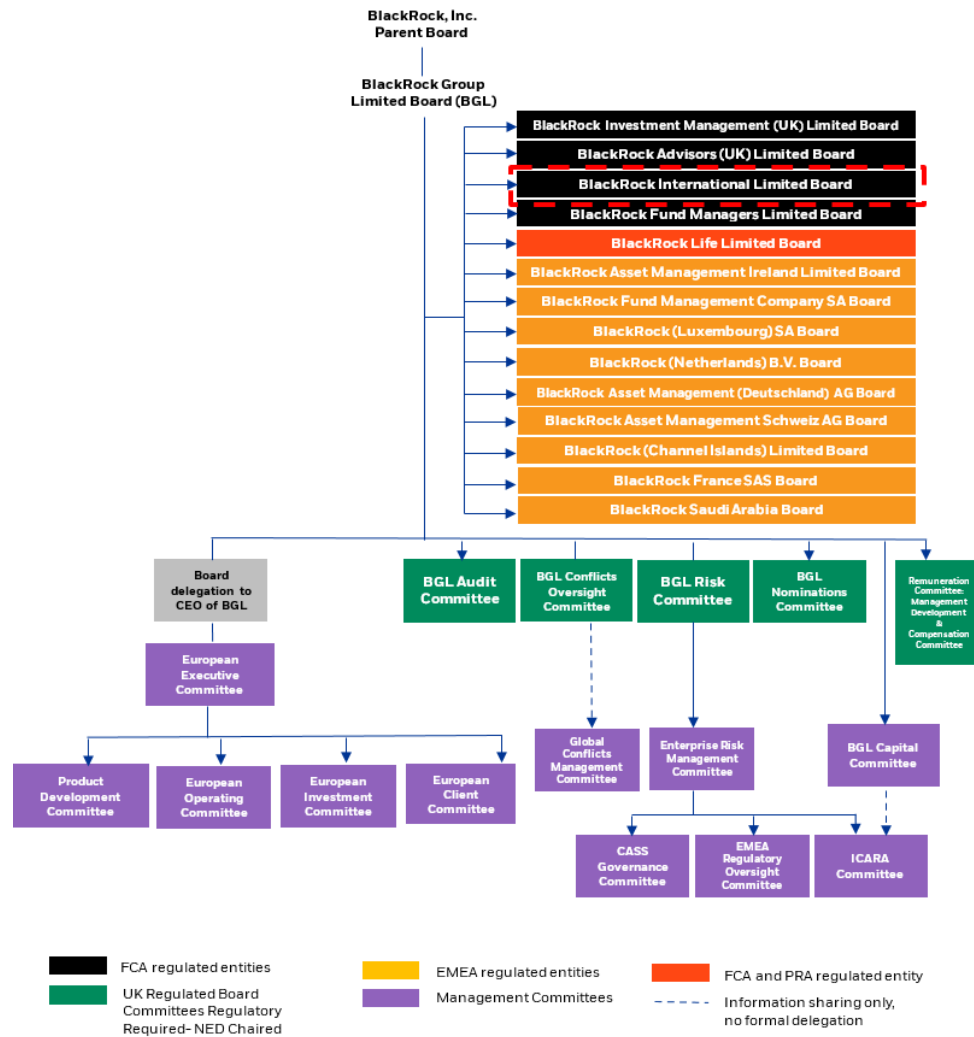 BlackRock, Inc.
Parent Board
BlackRock Group
Limited Board (BGL)
BlackRock Investment Management (UK) Limited Board
BlackRock Advisors (UK) Limited Board
BlackRock International Limited Board
BlackRock Fund Managers Limited Board
BlackRock Life Limited Board
BlackRock Asset Management Ireland Limited Board
BlackRock Fund Management Company SA Board
BlackRock (Luxembourg) SA Board
BlackRock (Netherlands) B.V. Board
BlackRock Asset Management (Deutschland) AG Board
BlackRock Asset Management Schweiz AG Board
BlackRock (Channel Islands) Limited Board
BlackRock France SAS Board
BlackRock Saudi Arabia Board
Board
delegation to
CEO of BGL
BGL Audit
Committee
BGL Conflicts
Oversight
Committee
BGL Risk
Committee
BGL
Nominations
Committee
Remuneration
Committee:
Management
Development
&
Compensation
Committee
European
Executive
Committee
Product
Development
Committee
European
Operating
Committee
European
Investment
Committee
European
Client
Committee
Global
Conflicts
Management
Committee
Enterprise Risk
Management
Committee
BGL Capital
Committee
CASS
Governance
Committee
EMEA
Regulatory
Oversight
Committee
ICARA
Committee
FCA regulated entities
EMEA regulated entities
FCA and PRA regulated entity
UK Regulated Board
Committees Regulatory
Required- NED Chaired
Management Committees
Information sharing only,
no formal delegation